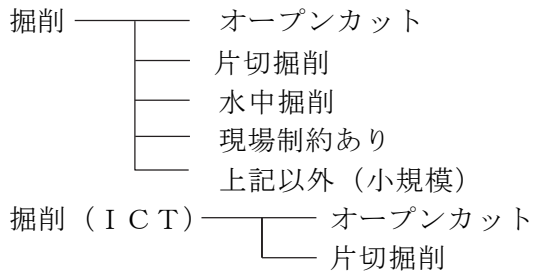 掘削 オープンカット
片切掘削
水中掘削
現場制約あり
上記以外（小規模）
掘削（ＩＣＴ） オープンカット
片切掘削